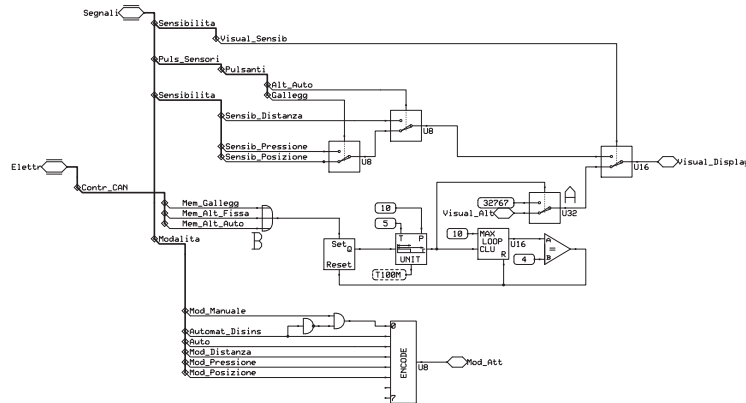 Segnali
Sensibilita
Visual_Sensib
Puls_Sensori
Pulsanti
Alt_Auto
Gallegg
Sensibilita
Sensib_Distanza
U8
Sensib_Pressione
Sensib_Posizione
U8
U16
Visual_Display
Elettr
Contr_CAN
Mem_Gallegg
Mem_Alt_Fissa
Mem_Alt_Auto
B
A
32767
Visual_Alt
U32
10
5
T P
UNIT
T100M
Set
Q
Reset
10
MAX
LOOP
CLU
R
U16
A
=
B
4
Modalita
Mod_Manuale
Automat_Disins
Auto
Mod_Distanza
Mod_Pressione
Mod_Posizione
0
ENCODE
7
U8
Mod_Att